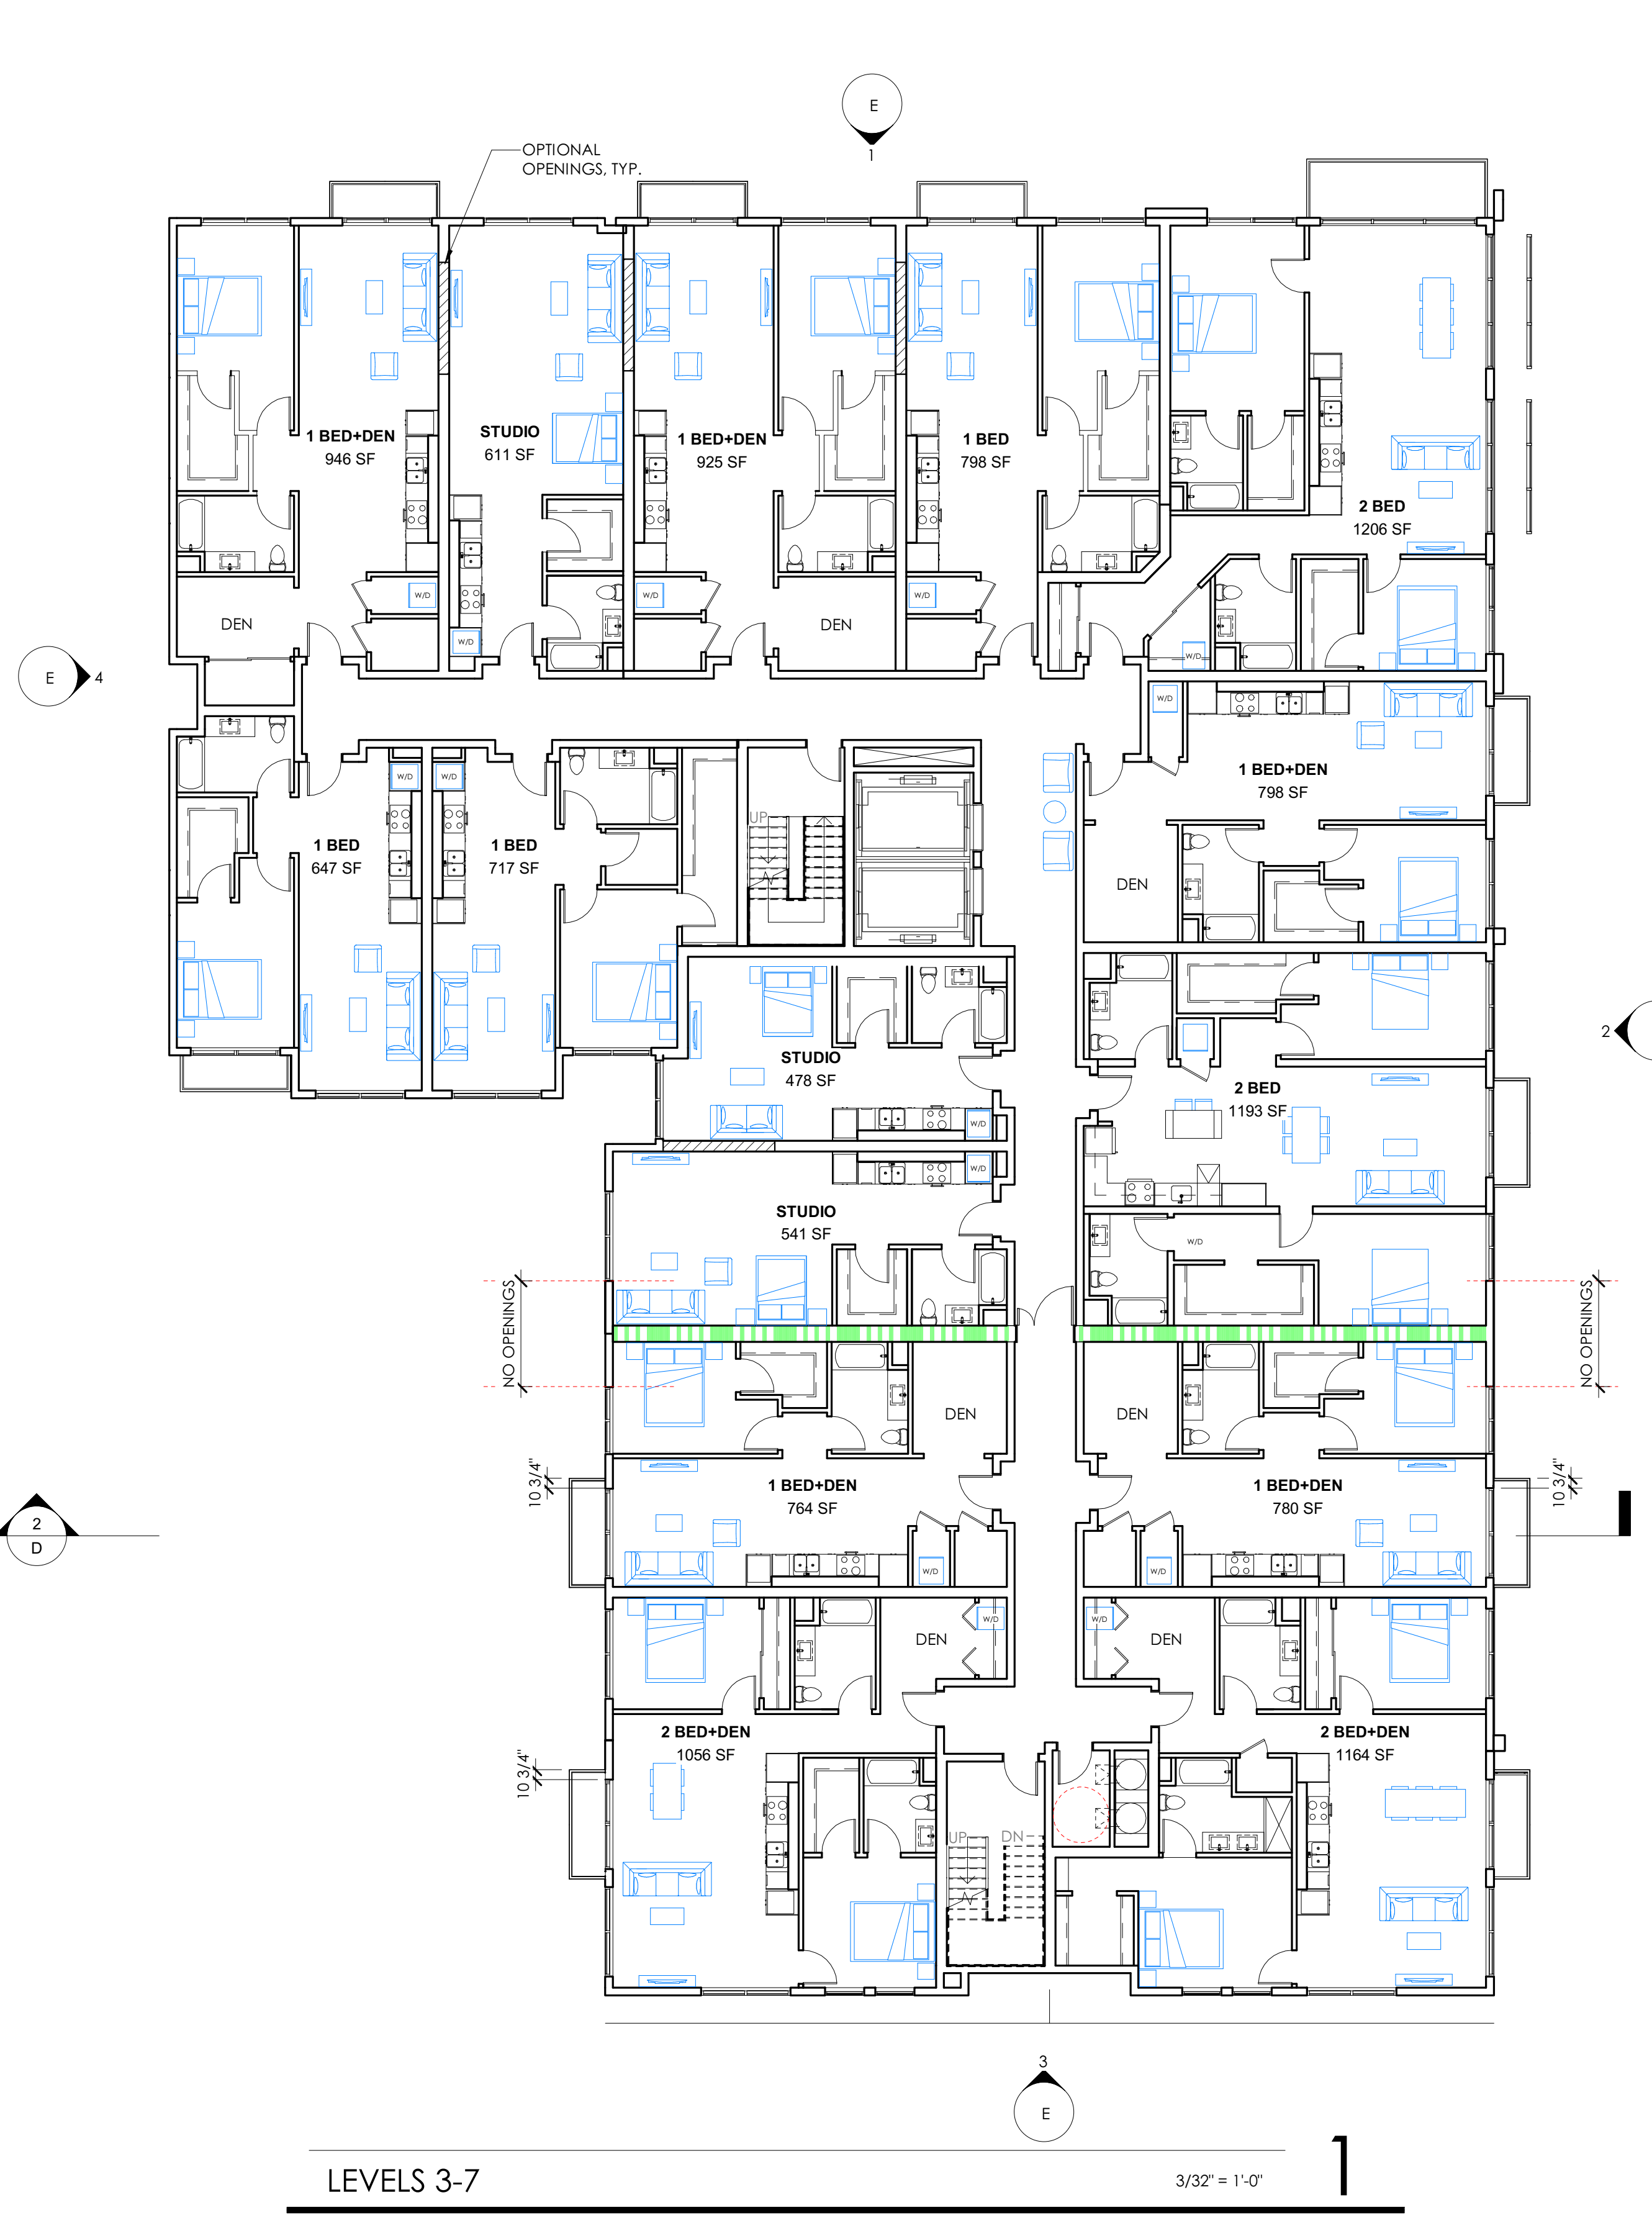 E
1
OPTIONAL
OPENINGS, TYP.
1 BED+DEN
946 SF
STUDIO
611 SF
1 BED+DEN
925 SF
1 BED
798 SF
2 BED
1206 SF
W/D
W/D
W/D
W/D
W/D
DEN
DEN
E
4
W/D
1 BED+DEN
798 SF
DEN
W/D
W/D
UP
1 BED
647 SF
1 BED
717 SF
STUDIO
478 SF
W/D
2
2 BED
1193 SF
W/D
STUDIO
541 SF
W/D
NO OPENINGS
NO OPENINGS
DEN
DEN
10 3/4"
1 BED+DEN
764 SF
1 BED+DEN
780 SF
10 3/4"
2
D
W/D
W/D
W/D
W/D
DEN
DEN
2 BED+DEN
1056 SF
2 BED+DEN
1164 SF
10 3/4"
UP
DN
3
E
LEVELS 3-7
3/32" = 1'-0"
1